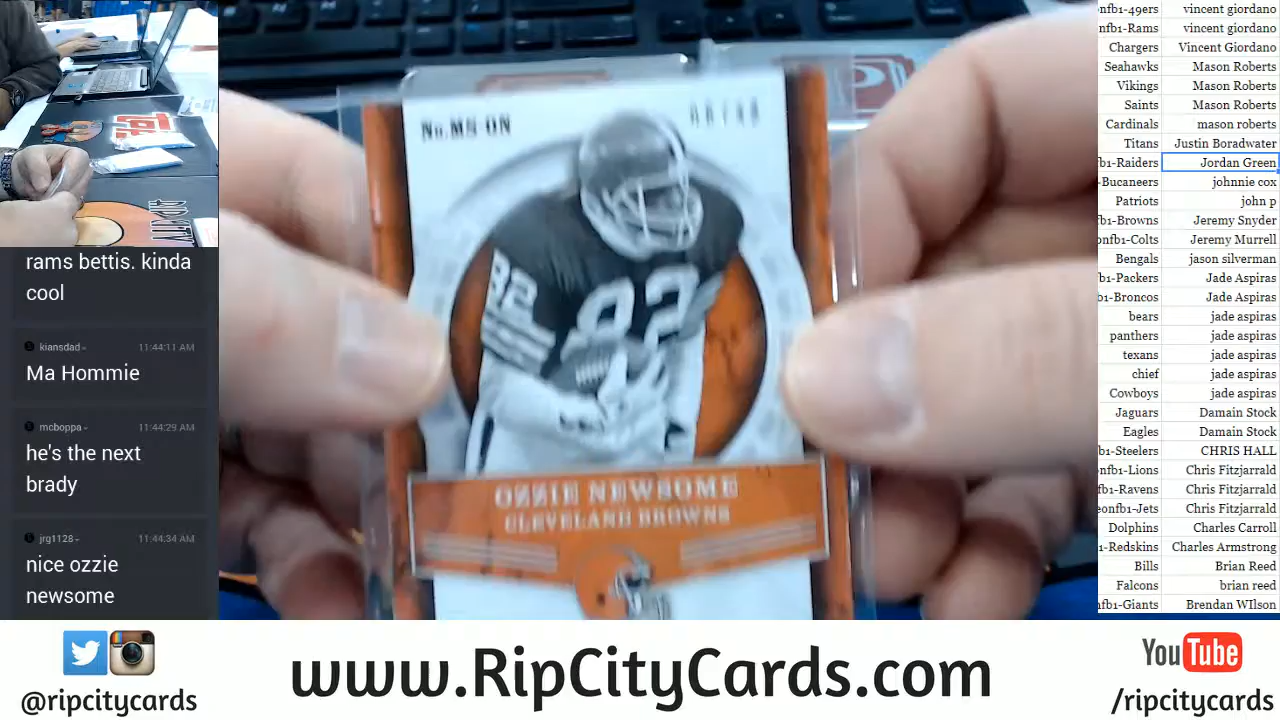 rams bettis. kinda
cool
kiansdad
11:44:11 AM
Ma Hommie
mcboppa
11:44:29 AM
he's the next
brady
jrg1128
11:44:34 AM
nice ozzie
newsome
No.MS-ON
82
82
OZZIE NEWSOME
CLEVELAND BROWNS
nfb1-49ers vincent giordano
nfb1-Rams vincent giordano
Chargers Vincent Giordano
Seahawks Mason Roberts
Vikings Mason Roberts
Saints Mason Roberts
Cardinals mason roberts
Titans Justin Boradwater
fb1-Raiders Jordan Green
-Bucaneers johnnie cox
Patriots john p
fb1-Browns Jeremy Snyder
onfb1-Colts Jeremy Murrell
Bengals jason silverman
fb1-Packers Jade Aspiras
b1-Broncos Jade Aspiras
bears jade aspiras
panthers jade aspiras
texans jade aspiras
chief jade aspiras
Cowboys jade aspiras
Jaguars Damain Stock
Eagles Damain Stock
b1-Steelers CHRIS HALL
nfb1-Lions Chris Fitzjarrald
nfb1-Ravens Chris Fitzjarrald
eonfb1-Jets Chris Fitzjarrald
Dolphins Charles Carroll
1-Redskins Charles Armstrong
Bills Brian Reed
Falcons brian reed
nfb1-Giants Brendan WIlson
@ripcitycards
www.RipCityCards.com
YouTube
/ripcitycards